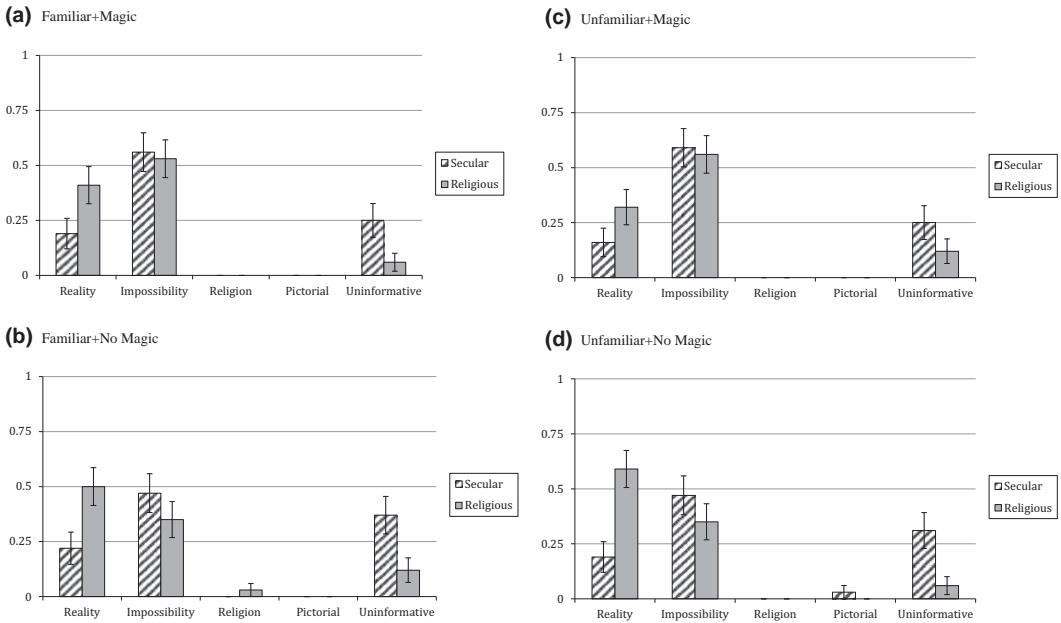 (a) Familiar+Magic
1
0.75
0.5
0.25
0
Reality Impossibility Religion Pictorial Uninformative
Secular
Religious
(b) Familiar+No Magic
1
0.75
0.5
0.25
0
Reality Impossibility Religion Pictorial Uninformative
Secular
Religious
(c) Unfamiliar+Magic
1
0.75
0.5
0.25
0
Reality Impossibility Religion Pictorial Uninformative
Secular
Religious
(d) Unfamiliar+No Magic
1
0.75
0.5
0.25
0
Reality Impossibility Religion Pictorial Uninformative
Secular
Religious